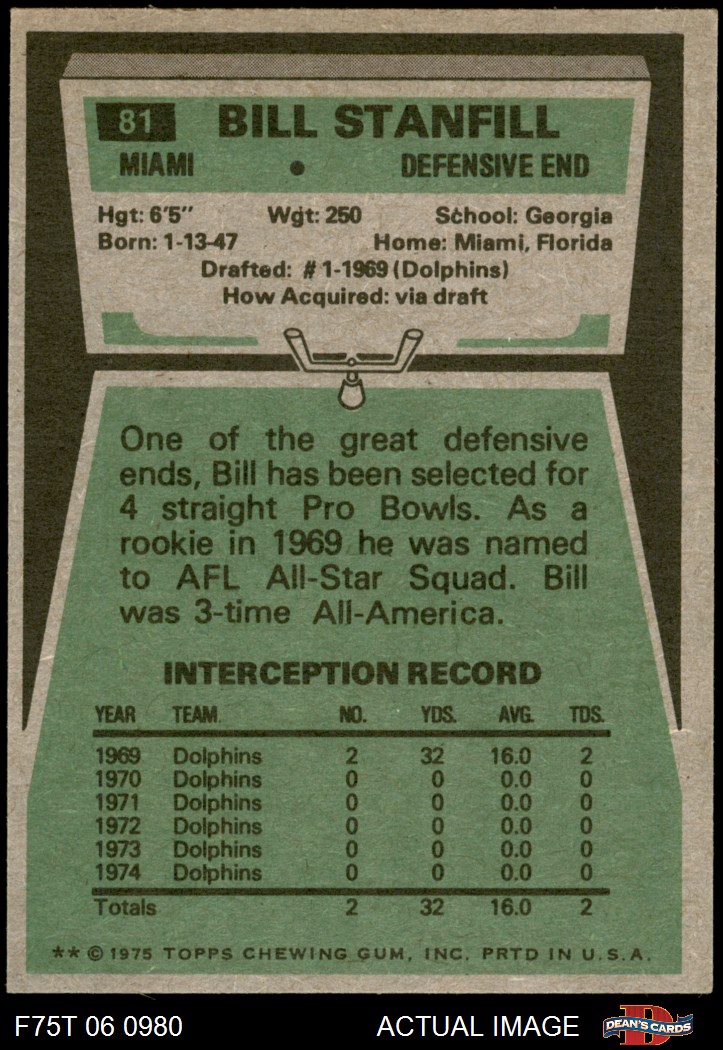 81 BILL STANFILL
MIAMI • DEFENSIVE END
Hgt: 6'5" Wgt: 250 School: Georgia
Born: 1-13-47 Home: Miami, Florida
Drafted: #1-1969 (Dolphins)
How Acquired: via draft
One of the great defensive
ends, Bill has been selected for
4 straight Pro Bowls. As a
rookie in 1969 he was named
to AFL All-Star Squad. Bill
was 3-time All-America.
INTERCEPTION RECORD
YEAR TEAM NO. YDS. AVG. TDS.
1969 Dolphins 2 32 16.0 2
1970 Dolphins 0 0 0.0 0
1971 Dolphins 0 0 0.0 0
1972 Dolphins 0 0 0.0 0
1973 Dolphins 0 0 0.0 0
1974 Dolphins 0 0 0.0 0
Totals 2 32 16.0 2
** © 1975 TOPPS CHEWING GUM, INC. PRTD IN U.S.A.
F75T 06 0980 ACTUAL IMAGE D DEAN'S CARDS